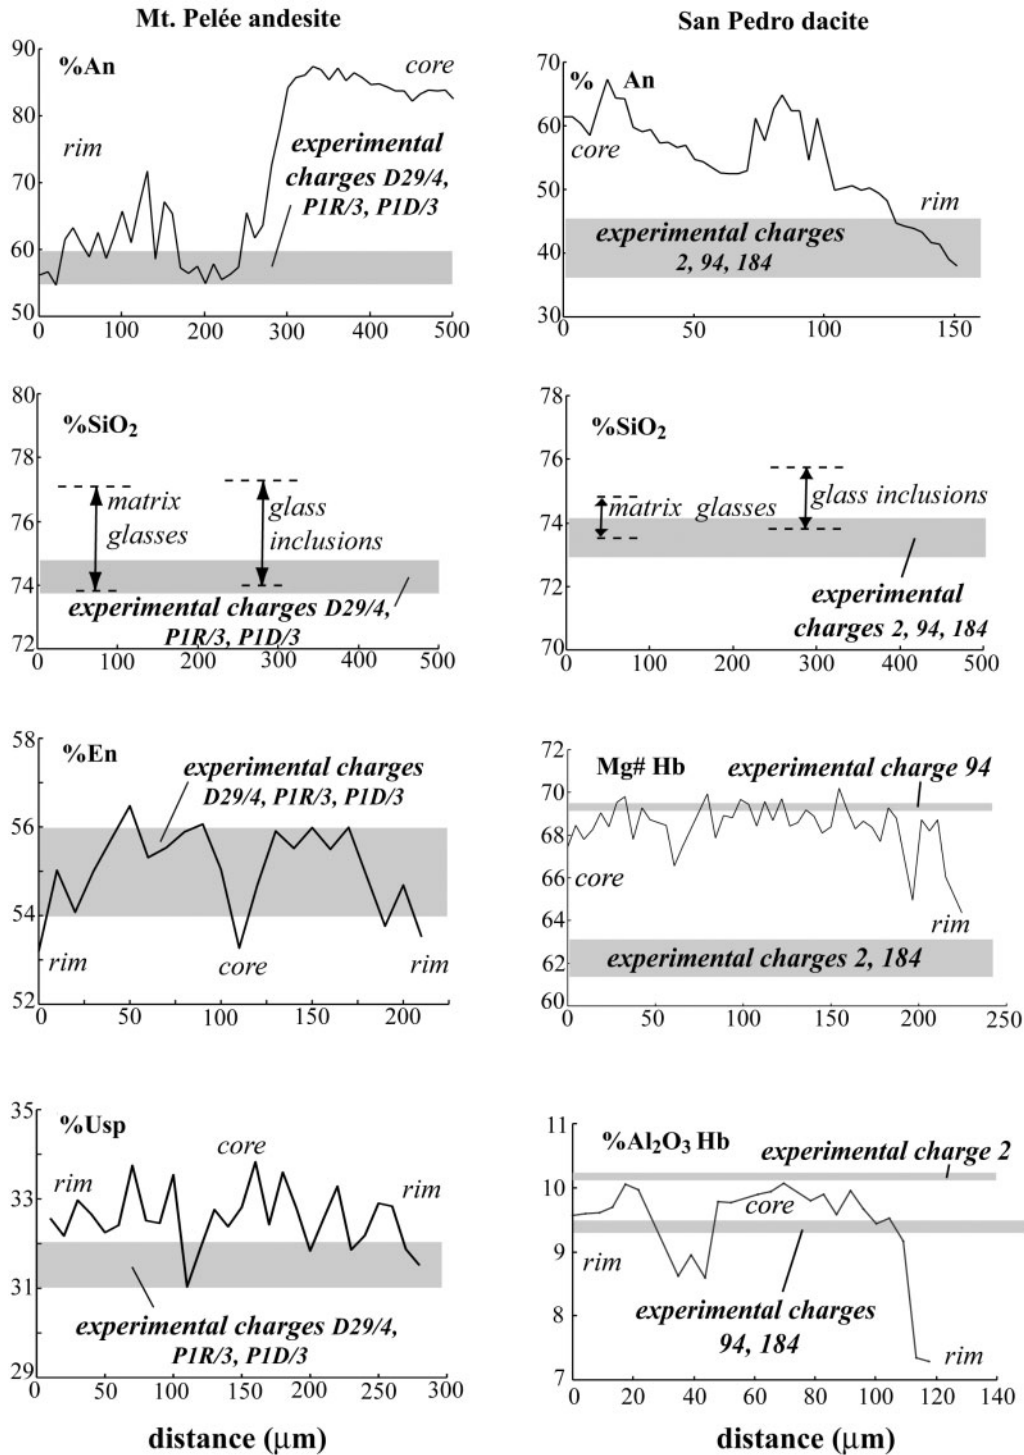 Mt. Pelée andesite
San Pedro dacite
90
80
70
60
50
%An
core
rim
experimental
charges D29/4,
P1R/3, P1D/3
0 100 200 300 400 500
70
60
50
40
30
% An
core
rim
experimental charges
2, 94, 184
0 50 100 150
80
78
76
74
72
%SiO₂
matrix
glasses
glass
inclusions
experimental charges D29/4,
P1R/3, P1D/3
0 100 200 300 400 500
78
76
74
72
70
%SiO₂
matrix glasses
glass inclusions
experimental
charges 2, 94, 184
0 100 200 300 400 500
58
56
54
52
%En
experimental charges
D29/4, P1R/3, P1D/3
rim
core
rim
0 50 100 150 200
72
70
68
66
64
62
60
Mg# Hb
experimental charge 94
core
rim
experimental charges 2, 184
0 50 100 150 200 250
35
33
31
29
%Usp
rim
core
rim
experimental charges D29/4,
P1R/3, P1D/3
0 50 100 150 200 250 300
distance (µm)
11
10
9
8
7
%Al₂O₃ Hb
experimental charge 2
core
rim
experimental charges
94, 184
rim
0 20 40 60 80 100 120 140
distance (µm)